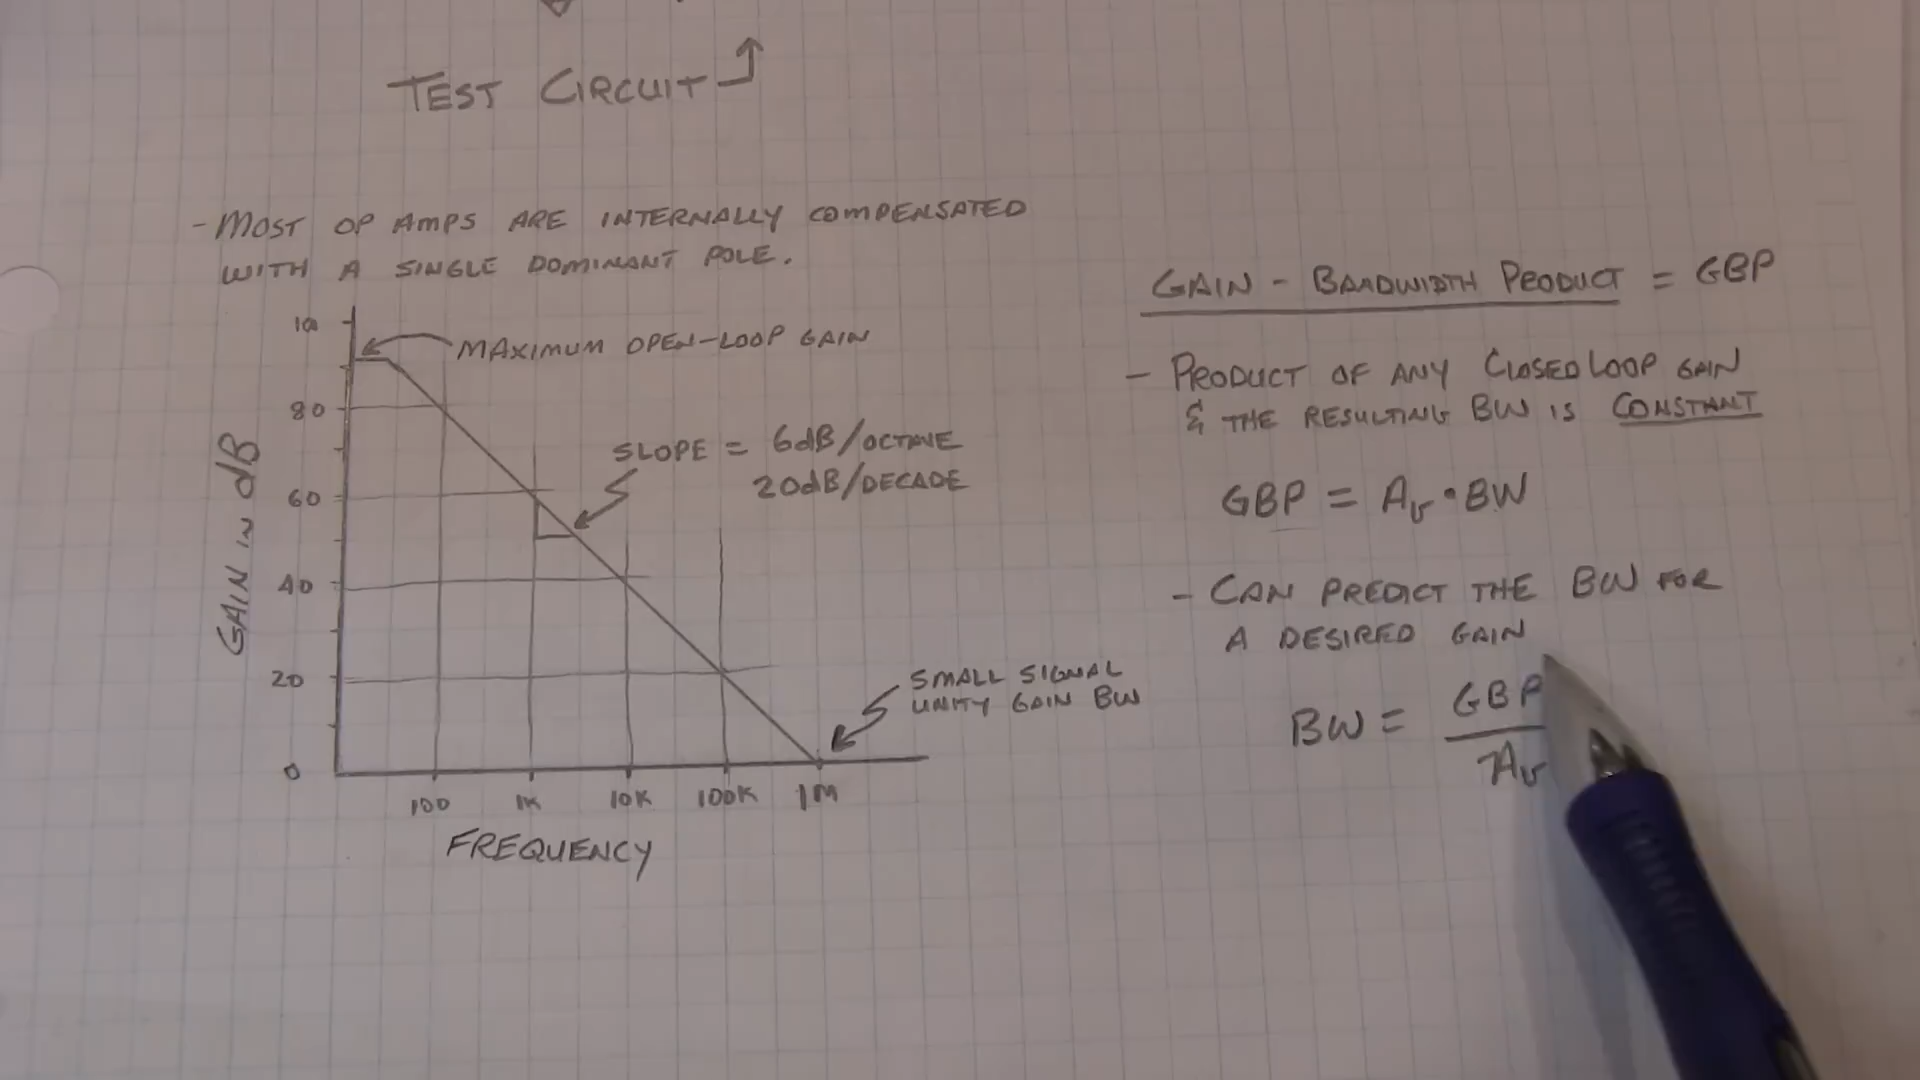 TEST CIRCUIT
- MOST OP AMPS ARE INTERNALLY COMPENSATED
WITH A SINGLE DOMINANT POLE.
MAXIMUM OPEN-LOOP GAIN
80
60
40
20
0
GAIN IN dB
SLOPE = 6dB/OCTAVE
20dB/DECADE
SMALL SIGNAL
UNITY GAIN BW
100 1K 10K 100K 1M
FREQUENCY
GAIN - BANDWIDTH PRODUCT = GBP
- PRODUCT OF ANY CLOSED LOOP GAIN
& THE RESULTING BW IS CONSTANT
GBP = Av • BW
- CAN PREDICT THE BW FOR
A DESIRED GAIN
BW = GBP
Av